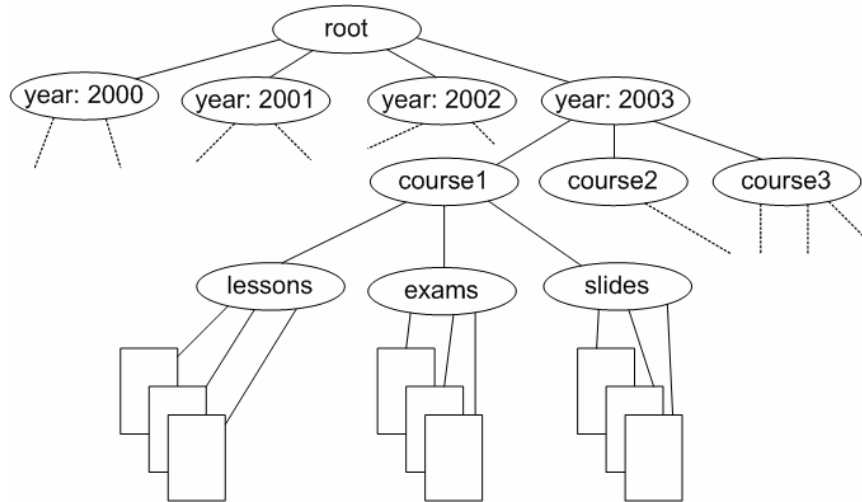 root
year: 2000
year: 2001
year: 2002
year: 2003
course1
course2
course3
lessons
exams
slides